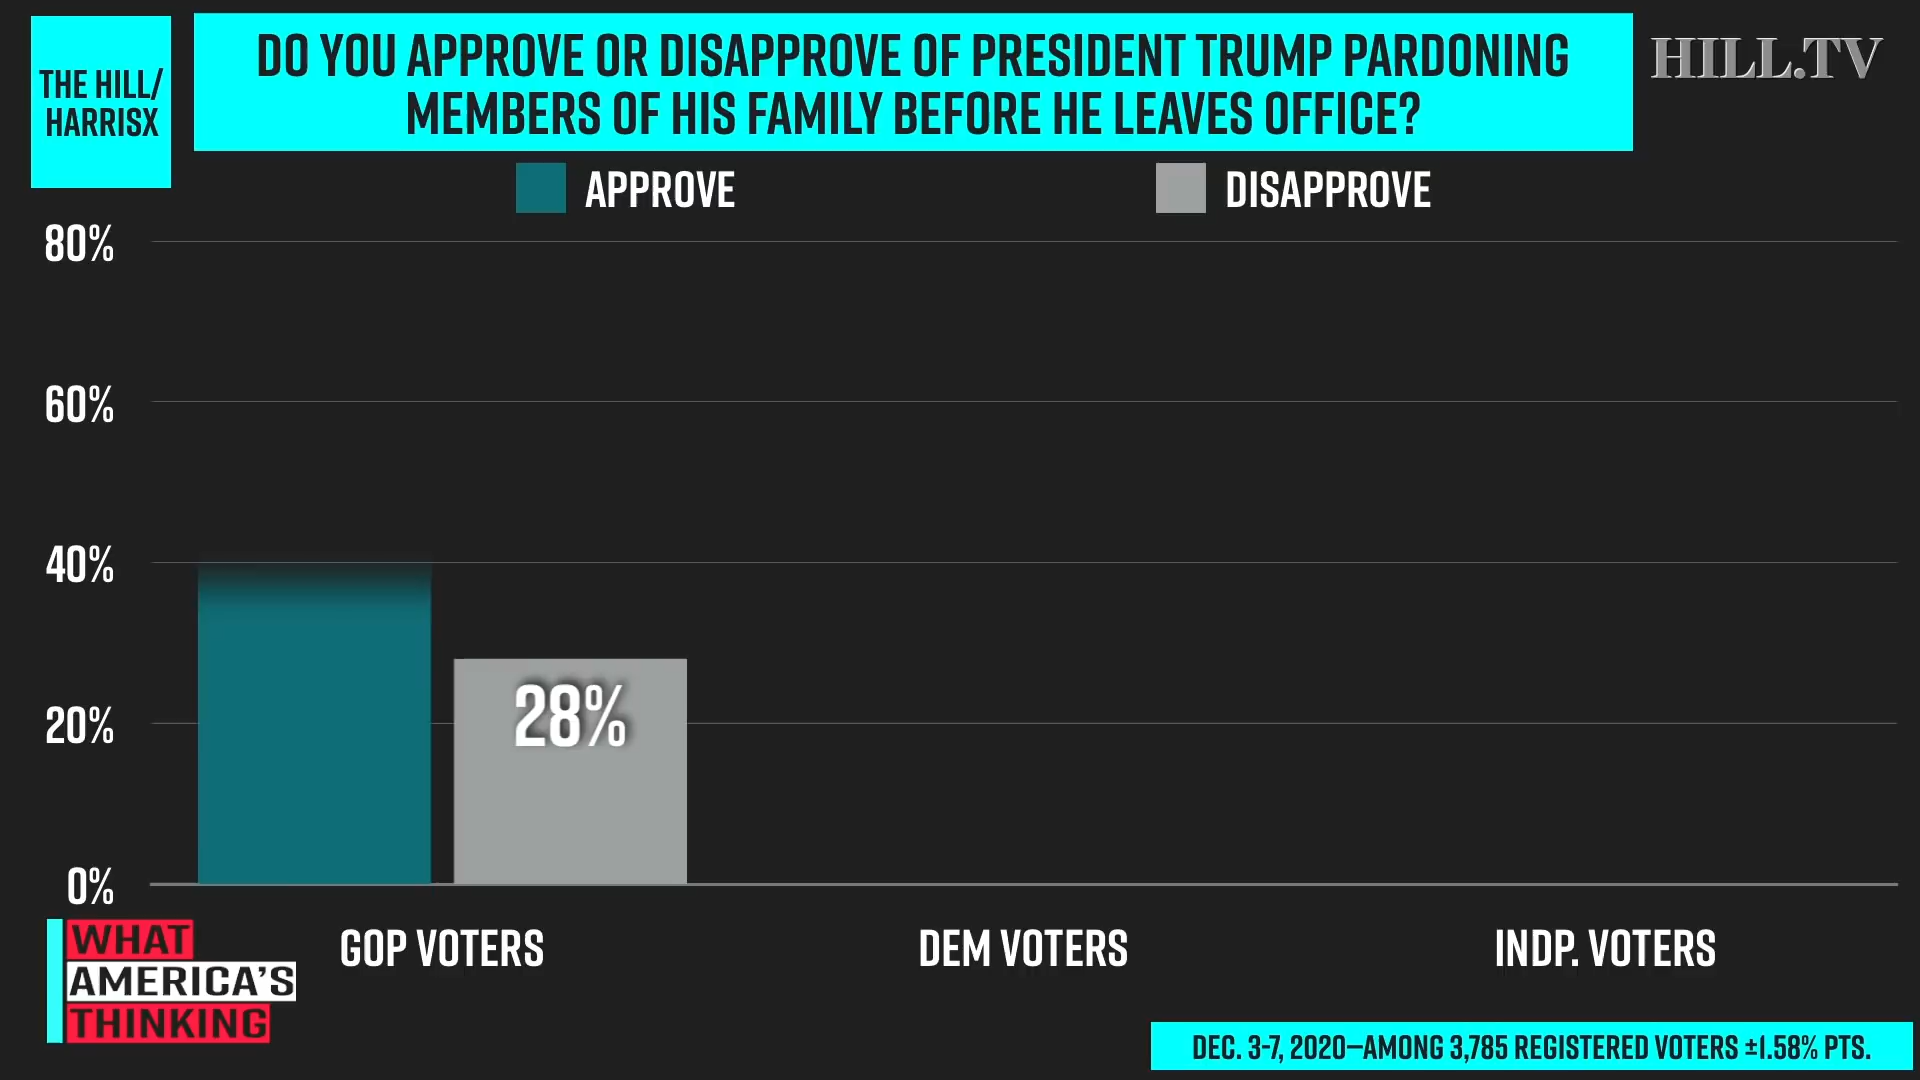 THE HILL/
HARRISX
DO YOU APPROVE OR DISAPPROVE OF PRESIDENT TRUMP PARDONING
MEMBERS OF HIS FAMILY BEFORE HE LEAVES OFFICE?
HILL.TV
APPROVE
DISAPPROVE
80%
60%
40%
20%
0%
28%
GOP VOTERS
DEM VOTERS
INDP. VOTERS
WHAT
AMERICA'S
THINKING
DEC. 3-7, 2020–AMONG 3,785 REGISTERED VOTERS ±1.58% PTS.